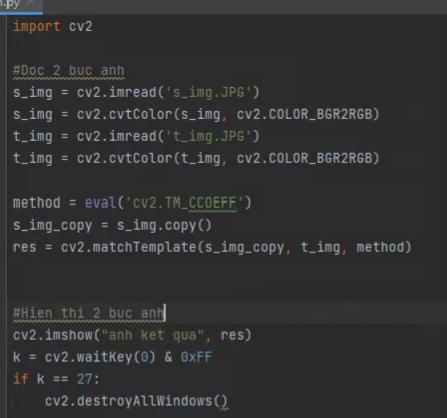 .py
import cv2
#Doc 2 buc anh
s_img = cv2.imread('s_img.JPG')
s_img = cv2.cvtColor(s_img, cv2.COLOR_BGR2RGB)
t_img = cv2.imread('t_img.JPG')
t_img = cv2.cvtColor(t_img, cv2.COLOR_BGR2RGB)
method = eval('cv2.TM_CCOEFF')
s_img_copy = s_img.copy()
res = cv2.matchTemplate(s_img_copy, t_img, method)
#Hien thi 2 buc anh
cv2.imshow("anh ket qua", res)
k = cv2.waitKey(0) & 0xFF
if k == 27:
    cv2.destroyAllWindows()